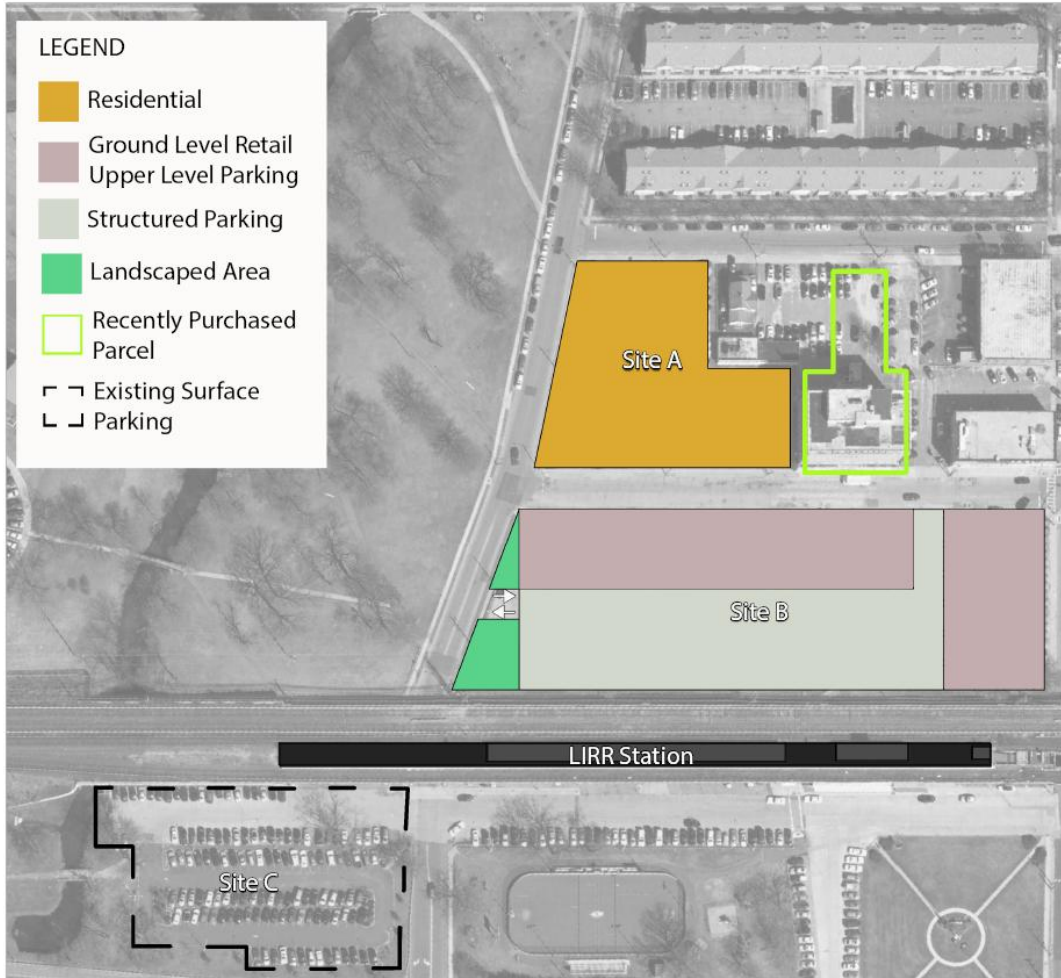 LEGEND
Residential
Ground Level Retail
Upper Level Parking
Structured Parking
Landscaped Area
Recently Purchased
Parcel
Existing Surface
Parking
Site A
Site B
LIRR Station
Site C